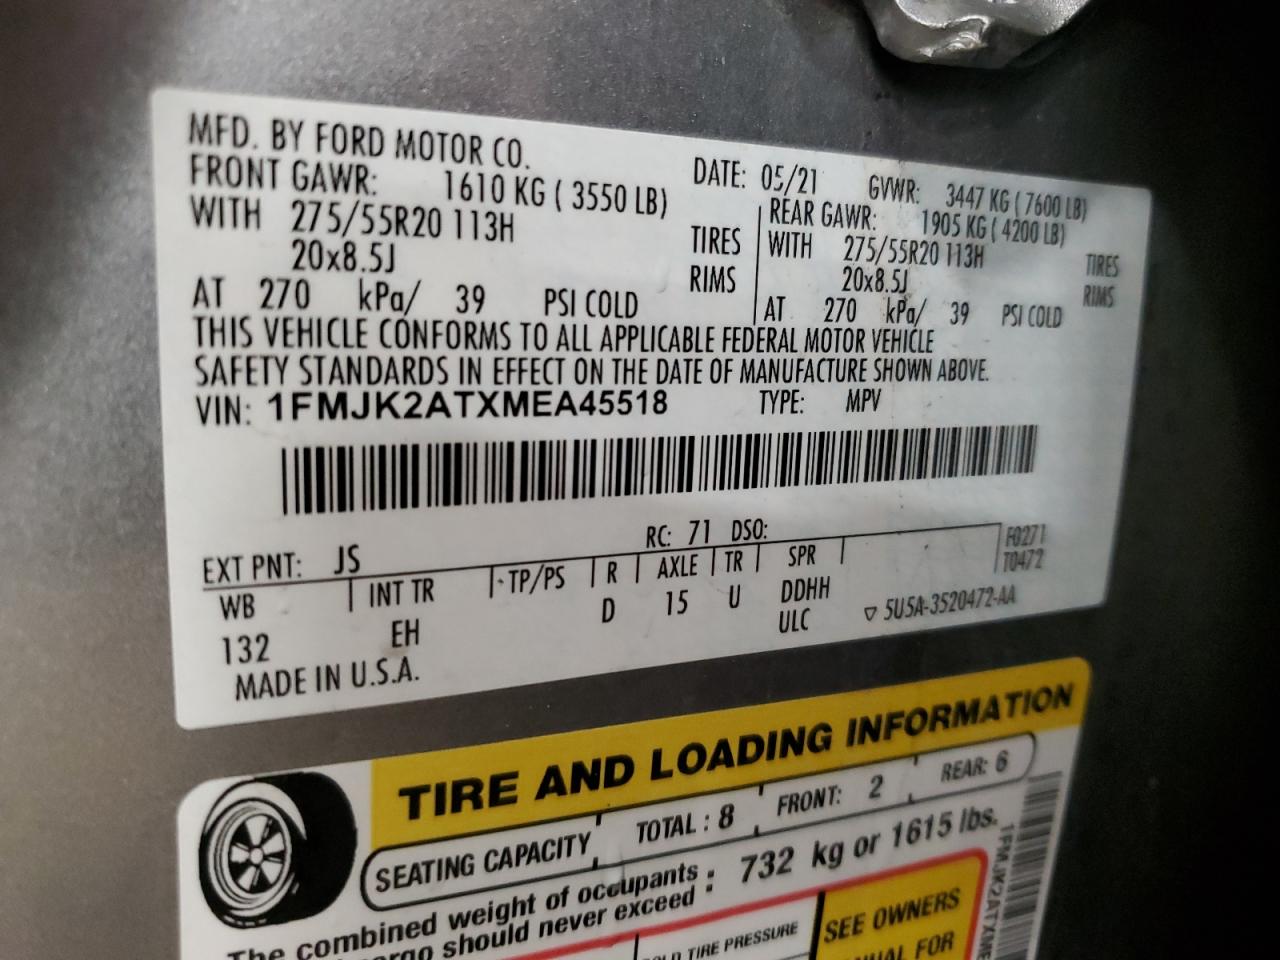 MFD. BY FORD MOTOR CO.
DATE: 05/21 GVWR: 3447 KG ( 7600 LB)
FRONT GAWR: 1610 KG ( 3550 LB)
REAR GAWR: 1905 KG ( 4200 LB)
WITH 275/55R20 113H TIRES
WITH 275/55R20 113H TIRES
20x8.5J RIMS
20x8.5J RIMS
AT 270 kPa/ 39 PSI COLD
AT 270 kPa/ 39 PSI COLD
THIS VEHICLE CONFORMS TO ALL APPLICABLE FEDERAL MOTOR VEHICLE
SAFETY STANDARDS IN EFFECT ON THE DATE OF MANUFACTURE SHOWN ABOVE.
VIN: 1FMJK2ATXMEA45518 TYPE: MPV
EXT PNT: JS RC: 71 DSO:
F0271
T0472
WB INT TR TP/PS R AXLE TR SPR
132 EH D 15 U DDHH
ULC
▽ 5U5A-3520472-AA
MADE IN U.S.A.
TIRE AND LOADING INFORMATION
SEATING CAPACITY TOTAL : 8 FRONT: 2 REAR: 6
The combined weight of occupants : 732 kg or 1615 lbs.
should never exceed :
TIRE PRESSURE
SEE OWNERS
FOR